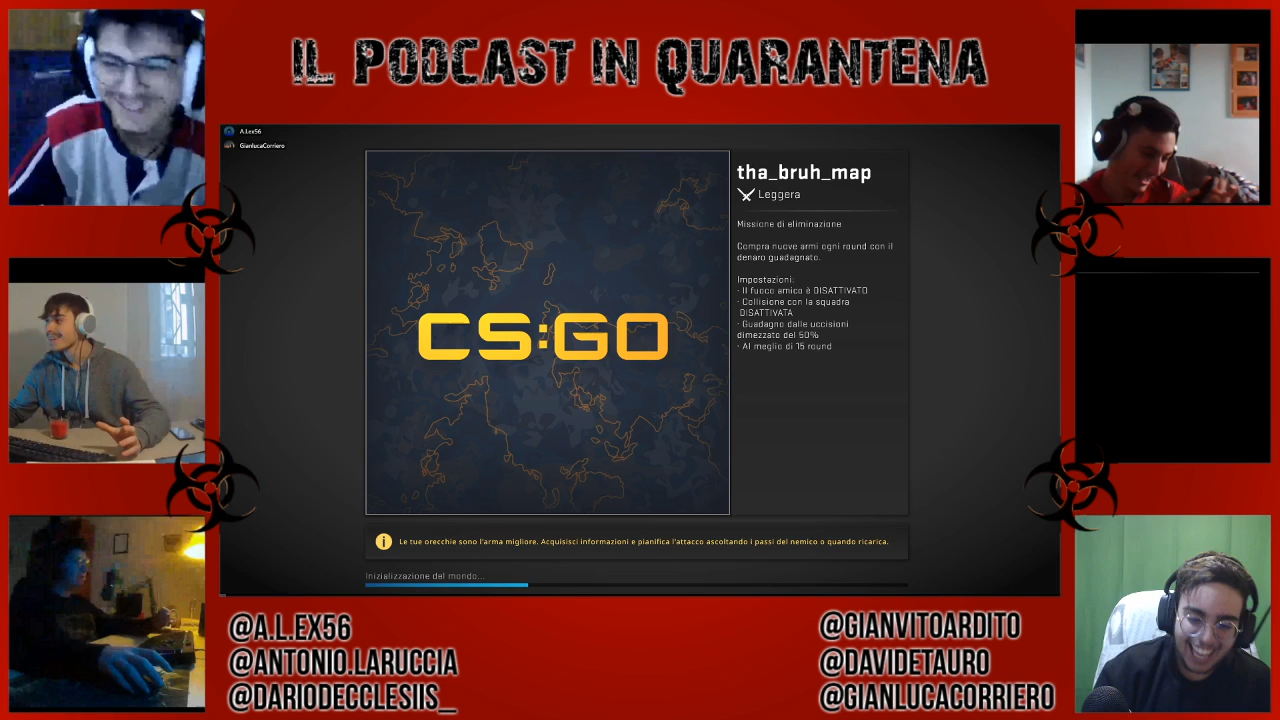 IL PODCAST IN QUARANTENA
A.l.ex56
GianlucaCorriero
CS:GO
tha_bruh_map
Leggera
Missione di eliminazione
Compra nuove armi ogni round con il
denaro guadagnato.
Impostazioni:
· Il fuoco amico è DISATTIVATO
· Collisione con la squadra
DISATTIVATA
· Guadagno dalle uccisioni
dimezzato del 50%
· Al meglio di 15 round
Le tue orecchie sono l'arma migliore. Acquisisci informazioni e pianifica l'attacco ascoltando i passi del nemico o quando ricarica.
Inizializzazione del mondo...
@A.L.EX56
@ANTONIO.LARUCCIA
@DARIODECCLESIIS_
@GIANVITOARDITO
@DAVIDETAURO
@GIANLUCACORRIERO